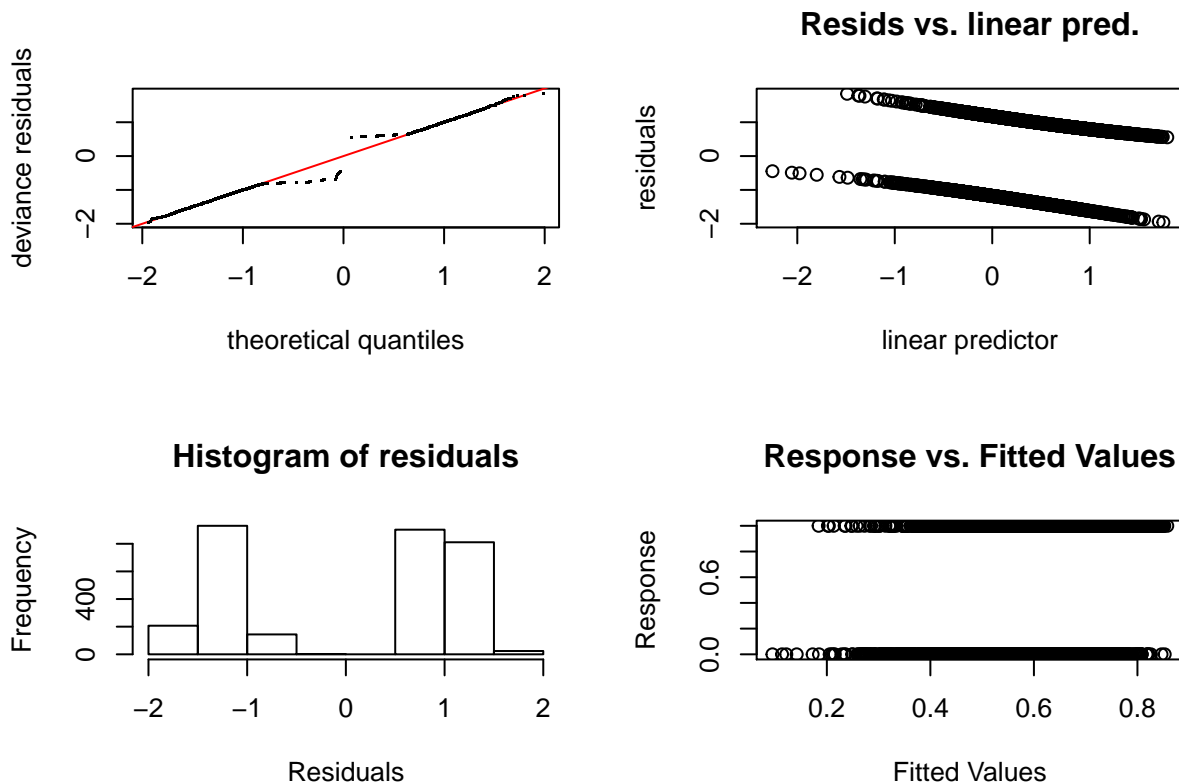 deviance residuals
0
−2
−2 −1 0 1 2
theoretical quantiles
Resids vs. linear pred.
residuals
0
−2
−2 −1 0 1
linear predictor
Histogram of residuals
Frequency
400
0
−2 −1 0 1 2
Residuals
Response vs. Fitted Values
Response
0.6
0.0
0.2 0.4 0.6 0.8
Fitted Values